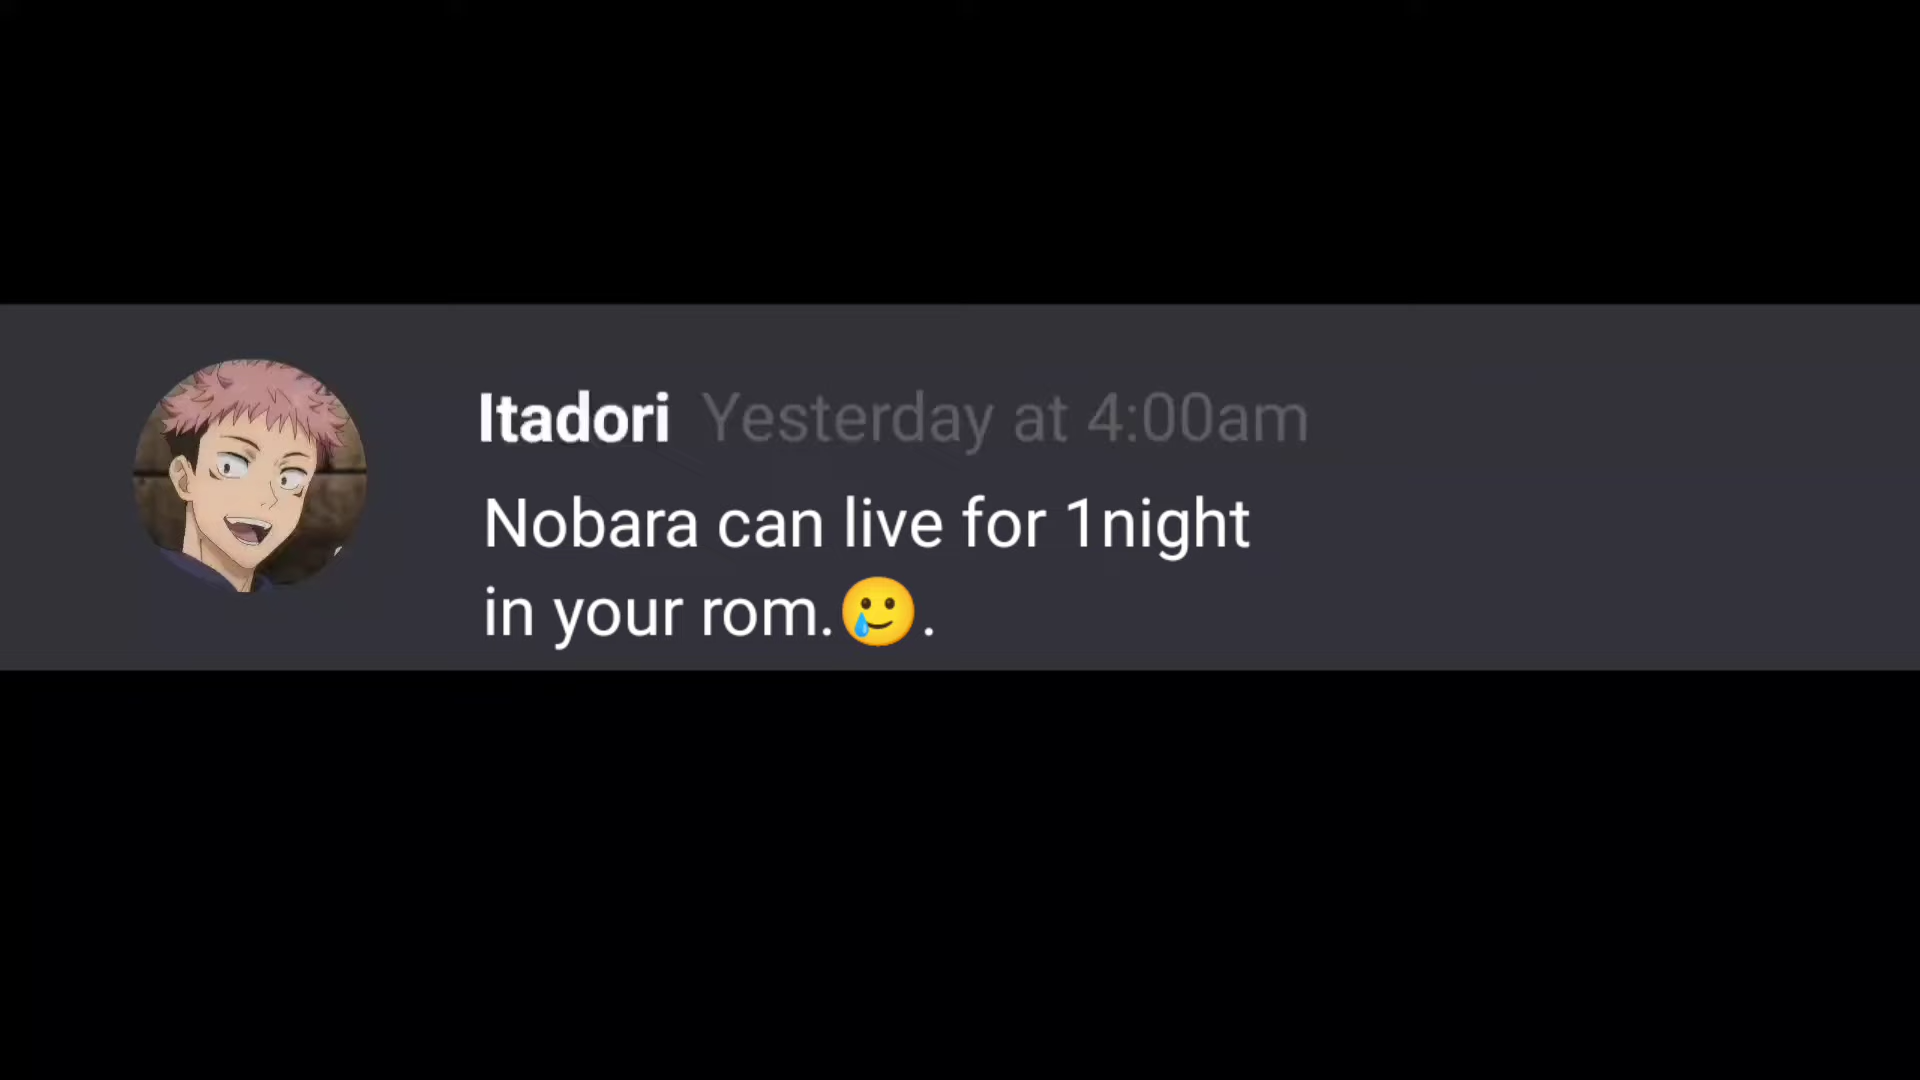 Itadori Yesterday at 4:00am
Nobara can live for 1night
in your rom.🥲.